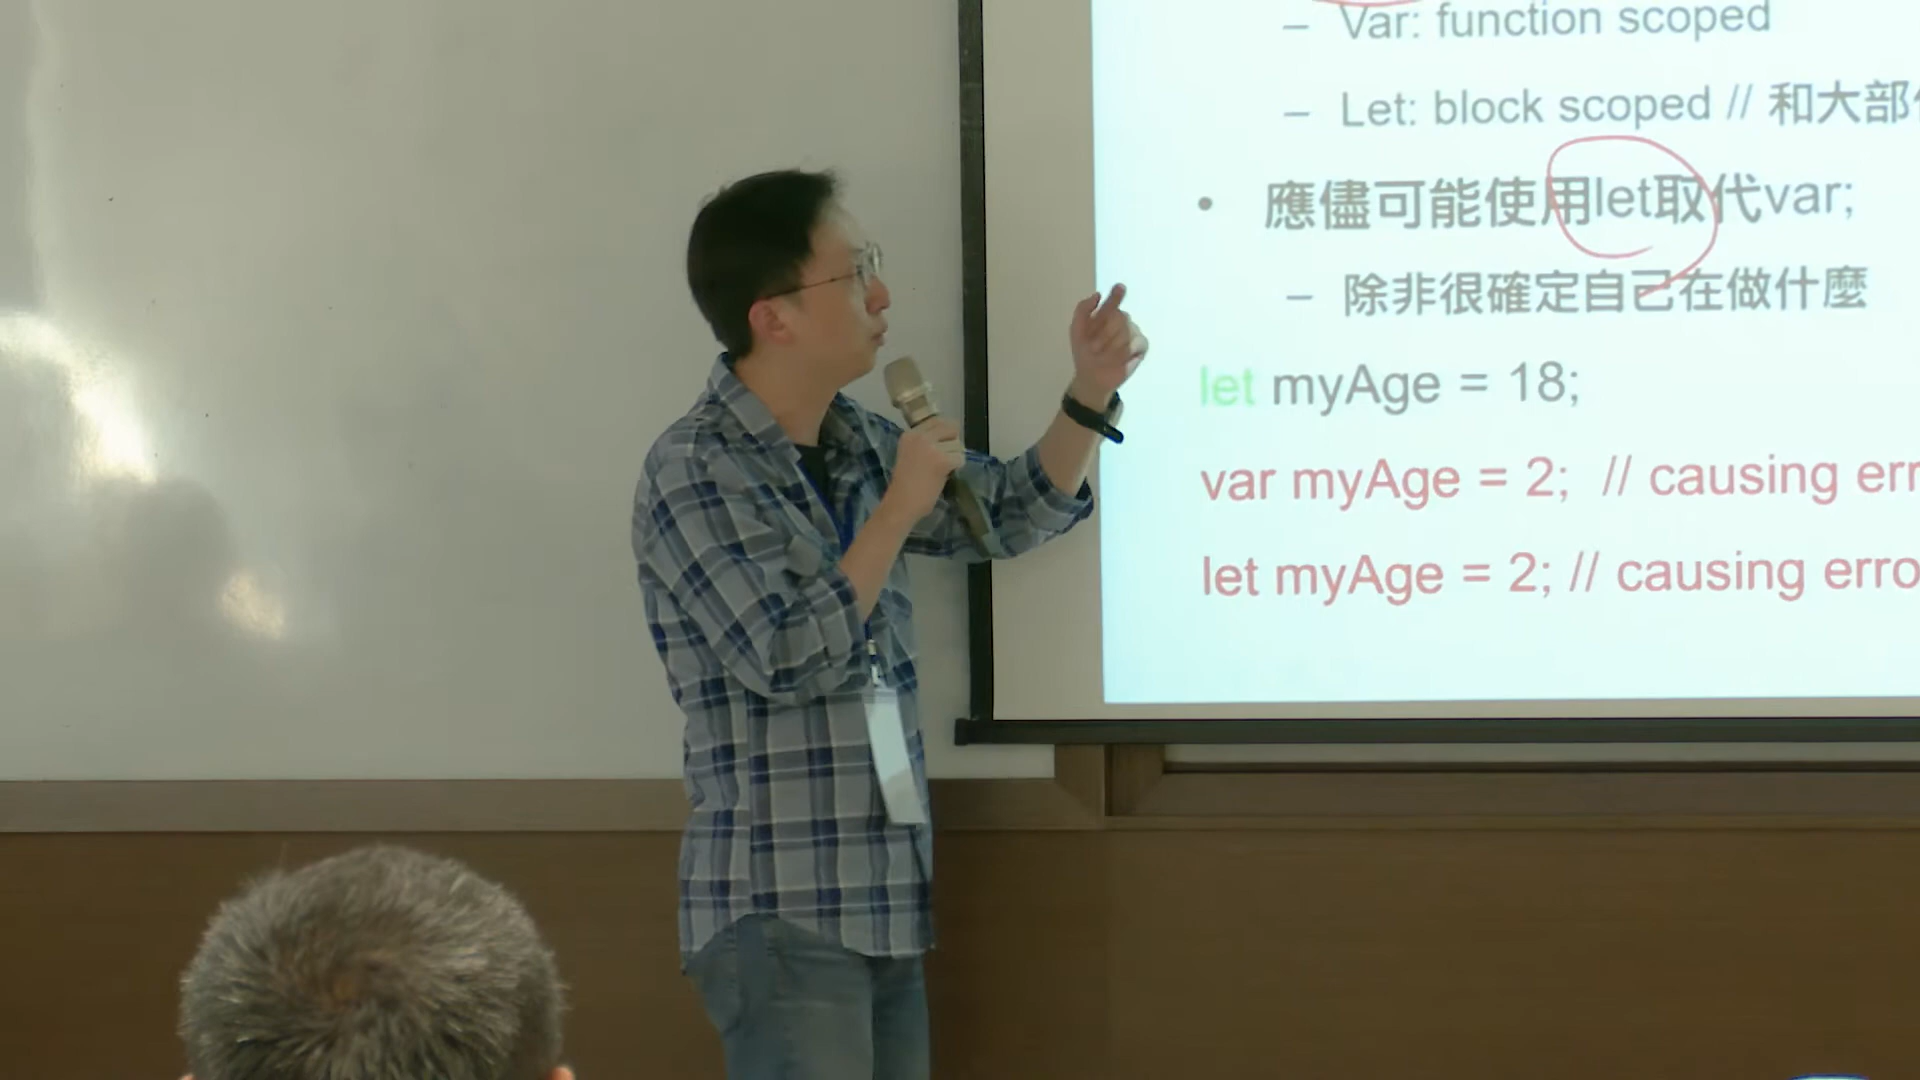 – Var: function scoped
– Let: block scoped // 和大部
• 應儘可能使用let取代var;
– 除非很確定自己在做什麼
let myAge = 18;
var myAge = 2; // causing err
let myAge = 2; // causing erro